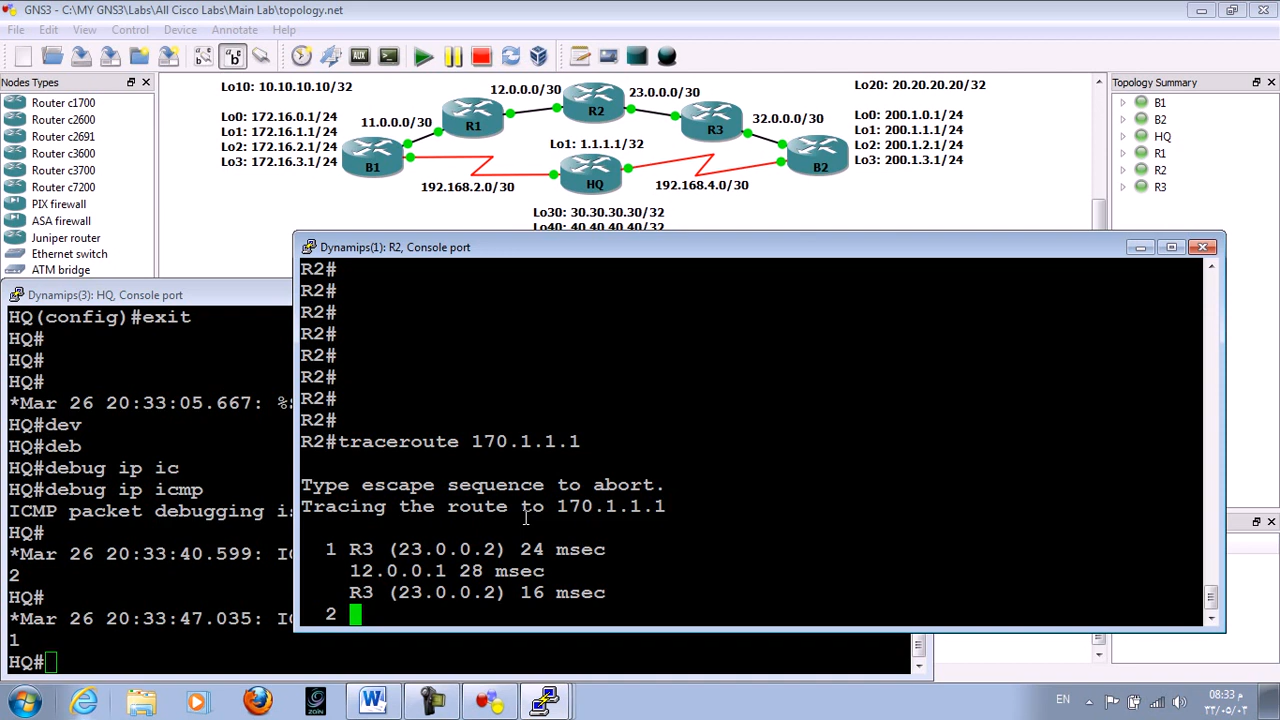 GNS3 - C:\MY GNS3\Labs\All Cisco Labs\Main Lab\topology.net
File Edit View Control Device Annotate Help
Nodes Types
Router c1700
Router c2600
Router c2691
Router c3600
Router c3700
Router c7200
PIX firewall
ASA firewall
Juniper router
Ethernet switch
ATM bridge
Lo10: 10.10.10.10/32
12.0.0.0/30
23.0.0.0/30
Lo20: 20.20.20.20/32
R1
R2
R3
Lo0: 172.16.0.1/24
Lo1: 172.16.1.1/24
Lo2: 172.16.2.1/24
Lo3: 172.16.3.1/24
11.0.0.0/30
32.0.0.0/30
Lo0: 200.1.0.1/24
Lo1: 200.1.1.1/24
Lo2: 200.1.2.1/24
Lo3: 200.1.3.1/24
Lo1: 1.1.1.1/32
B1
HQ
B2
192.168.2.0/30
192.168.4.0/30
Lo30: 30.30.30.30/32
Lo40: 40.40.40.40/32
Topology Summary
B1
B2
HQ
R1
R2
R3
Dynamips(3): HQ, Console port
HQ(config)#exit
HQ#
HQ#
HQ#
*Mar 26 20:33:05.667: %S
HQ#dev
HQ#deb
HQ#debug ip ic
HQ#debug ip icmp
ICMP packet debugging is
HQ#
*Mar 26 20:33:40.599: IC
2
HQ#
*Mar 26 20:33:47.035: IC
1
HQ#
Dynamips(1): R2, Console port
R2#
R2#
R2#
R2#
R2#
R2#
R2#
R2#
R2#traceroute 170.1.1.1
Type escape sequence to abort.
Tracing the route to 170.1.1.1
1 R3 (23.0.0.2) 24 msec
12.0.0.1 28 msec
R3 (23.0.0.2) 16 msec
2
EN
08:33 م